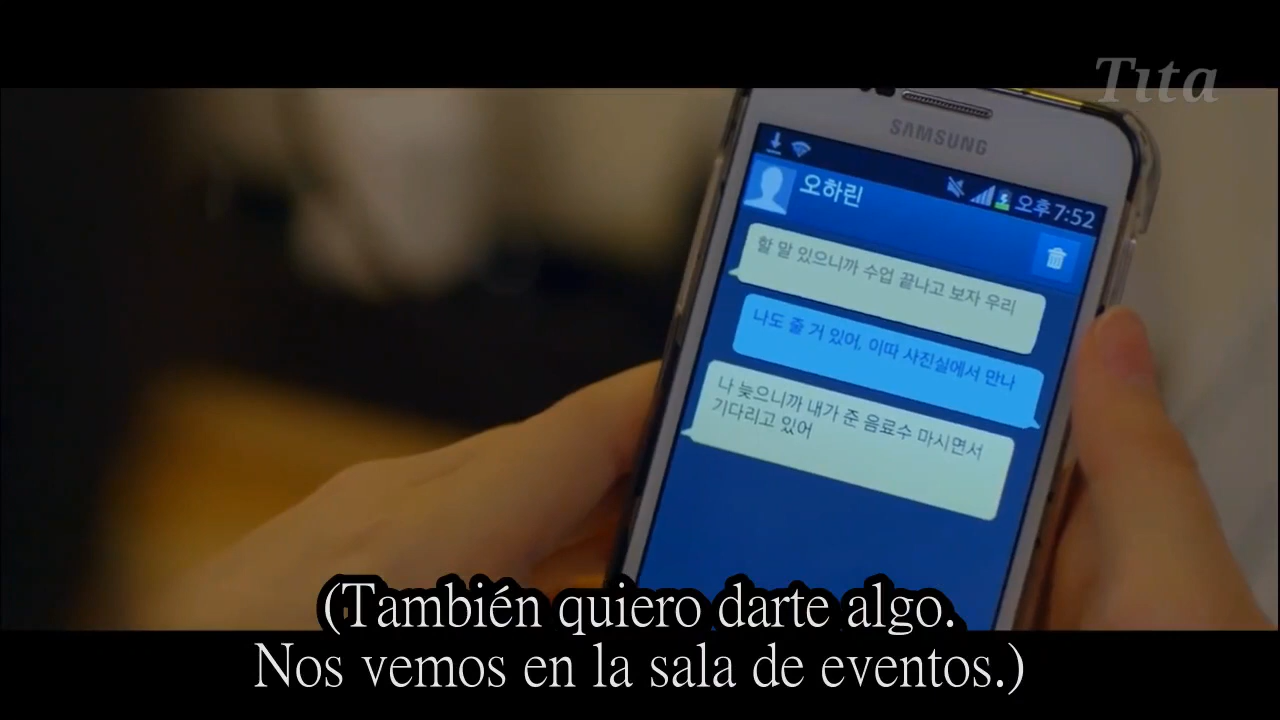 Tita
SAMSUNG
오후 7:52
오하린
할 말 있으니까 수업 끝나고 보자 우리
나도 줄 거 있어, 이따 사진실에서 만나
나 늦으니까 내가 준 음료수 마시면서
기다리고 있어
(También quiero darte algo.
Nos vemos en la sala de eventos.)